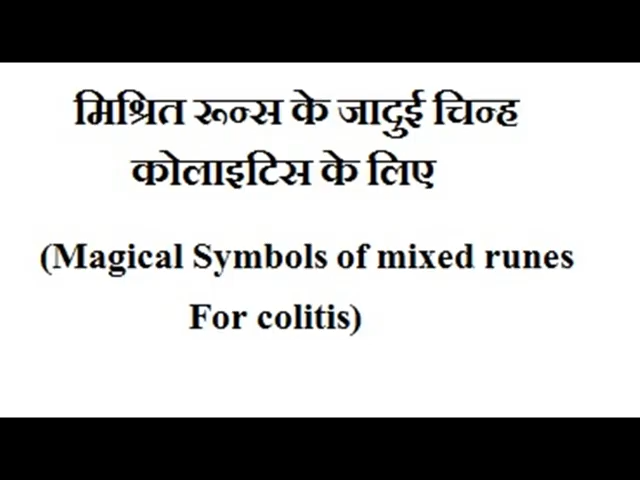 मिश्रित रून्स के जादुई चिन्ह
कोलाइटिस के लिए
(Magical Symbols of mixed runes
For colitis)